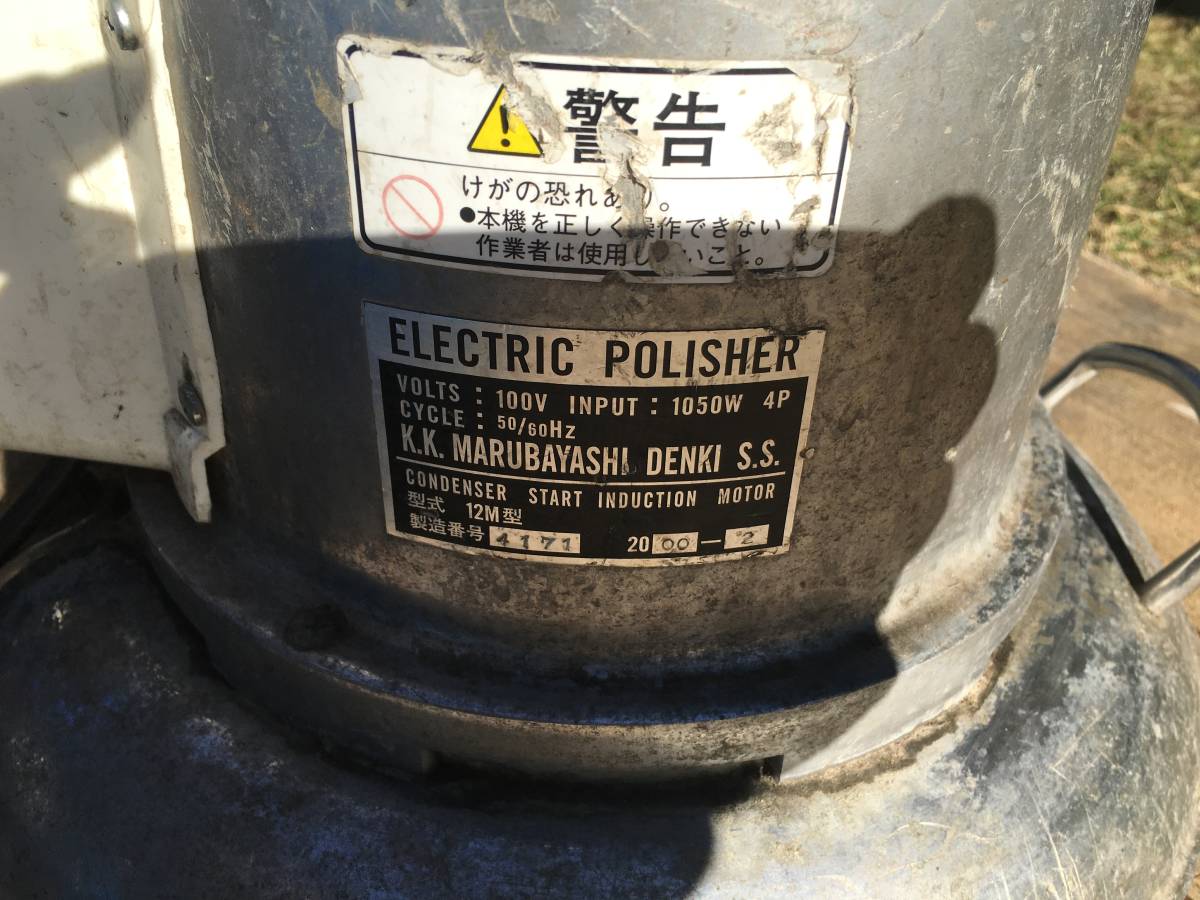 警告
けがの恐れあり。
●本機を正しく操作できない
作業者は使用しないこと。
ELECTRIC POLISHER
VOLTS : 100V INPUT : 1050W 4P
CYCLE : 50/60Hz
K.K. MARUBAYASHI DENKI S.S.
CONDENSER START INDUCTION MOTOR
型式 12M型
製造番号 4171 2000-2